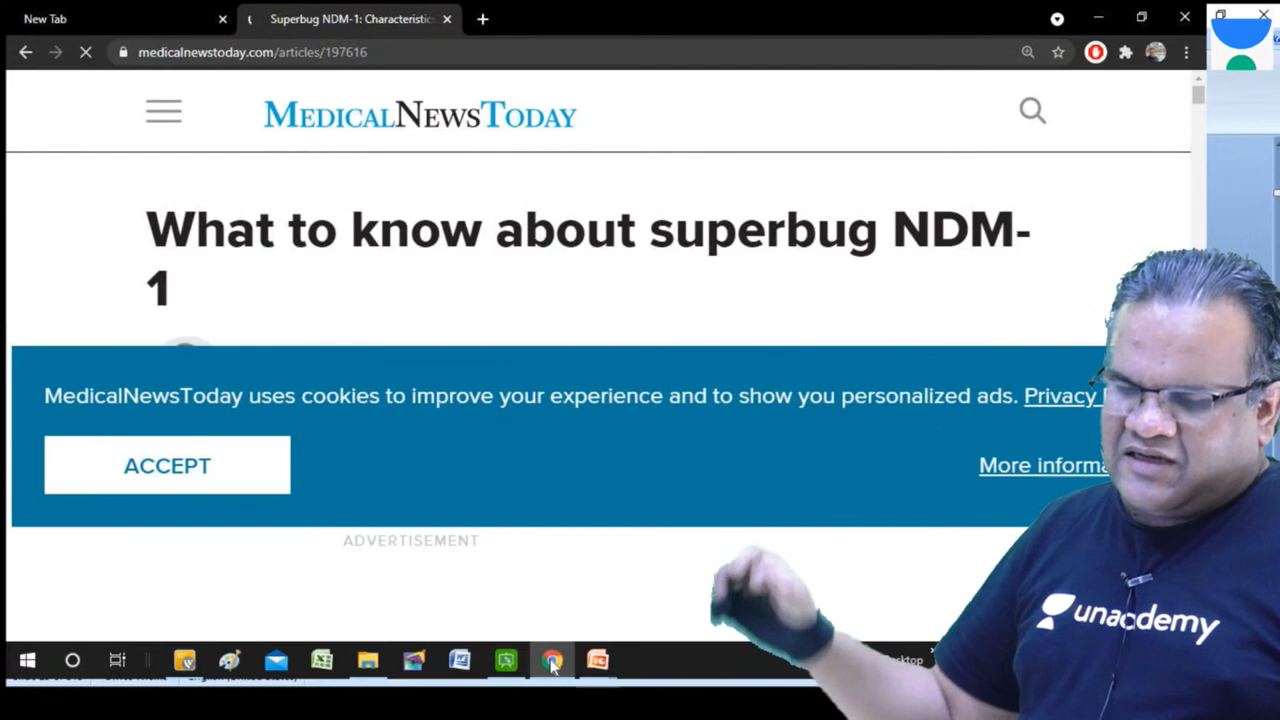 New Tab
Superbug NDM-1: Characteristics
medicalnewstoday.com/articles/197616
MEDICALNEWSTODAY
What to know about superbug NDM-
1
MedicalNewsToday uses cookies to improve your experience and to show you personalized ads. Privacy
ACCEPT
More informa
ADVERTISEMENT
unacademy